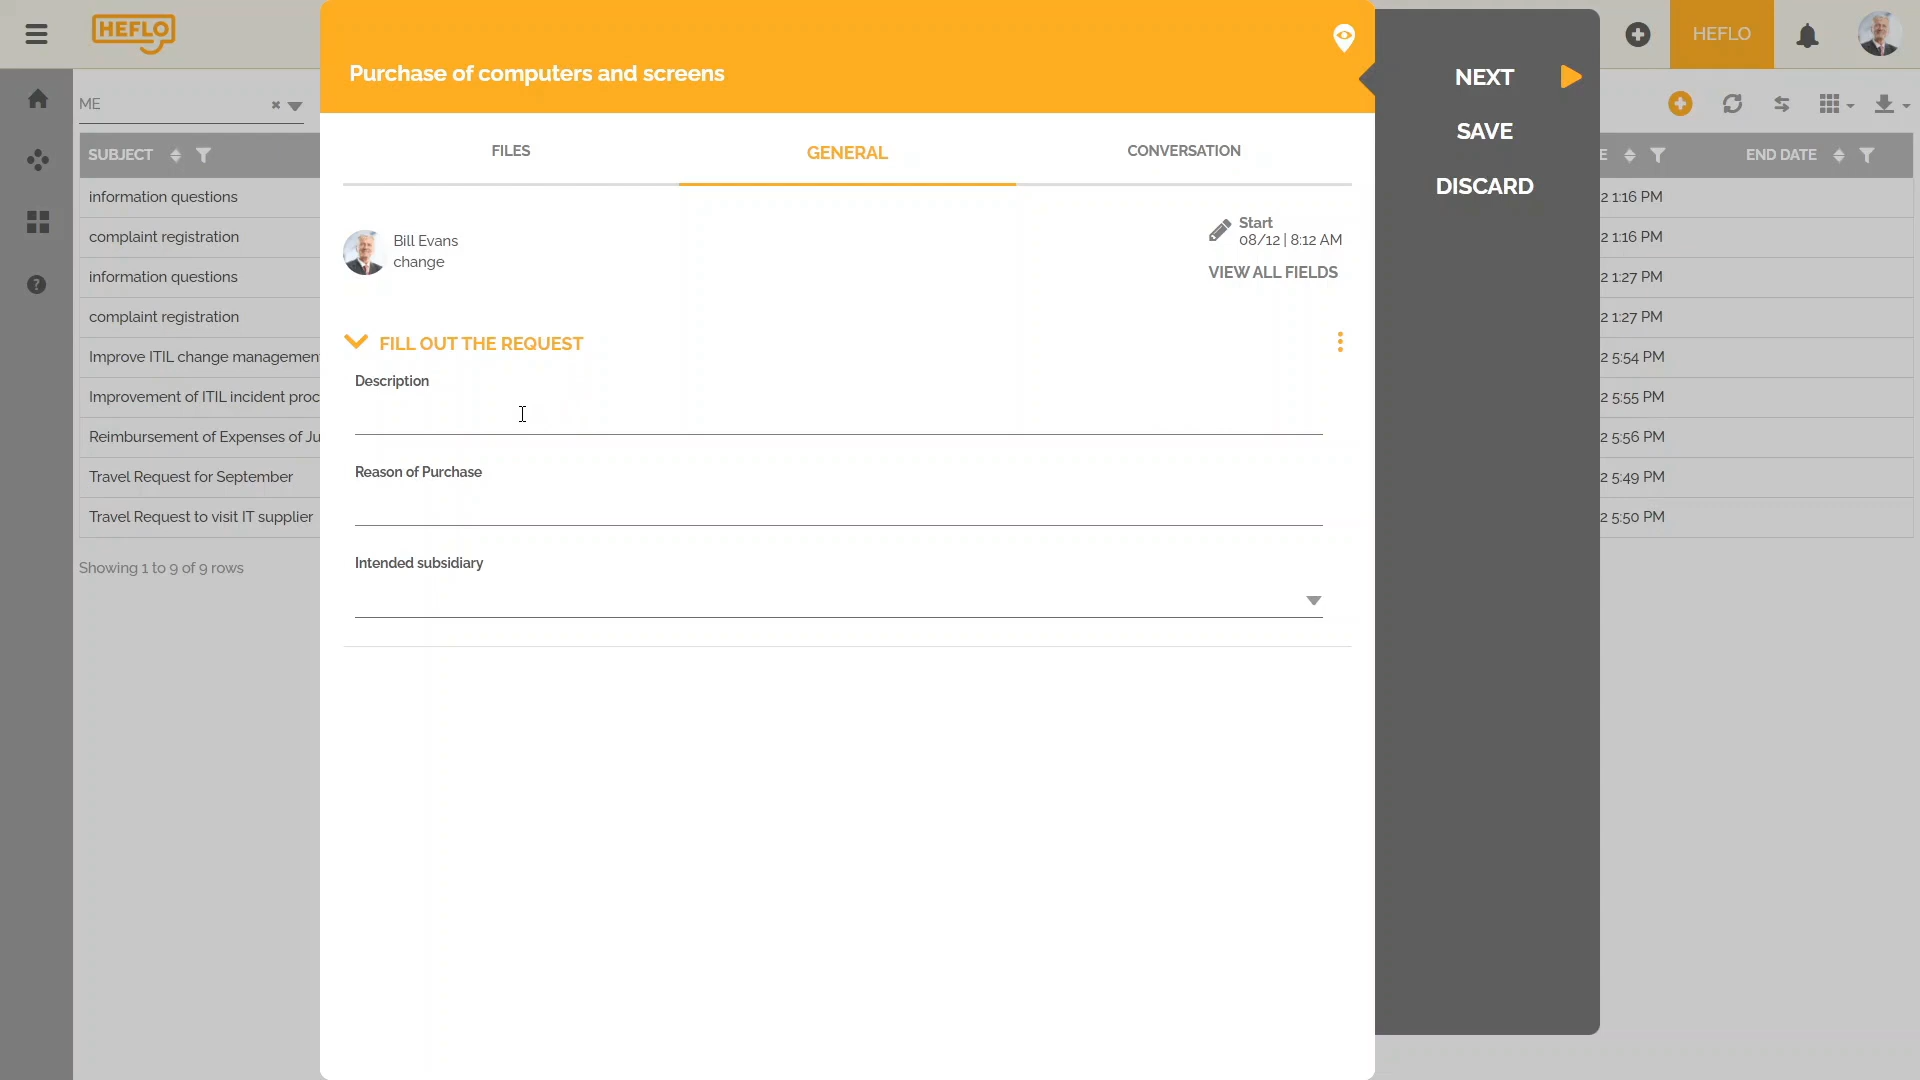 HEFLO
HEFLO
ME
SUBJECT
E
END DATE
information questions
2 1:16 PM
complaint registration
2 1:16 PM
information questions
2 1:27 PM
complaint registration
2 1:27 PM
Improve ITIL change managemen
2 5:54 PM
Improvement of ITIL incident proc
2 5:55 PM
Reimbursement of Expenses of Ju
2 5:56 PM
Travel Request for September
2 5:49 PM
Travel Request to visit IT supplier
2 5:50 PM
Showing 1 to 9 of 9 rows
Purchase of computers and screens
FILES
GENERAL
CONVERSATION
Bill Evans
change
Start
08/12 | 8:12 AM
VIEW ALL FIELDS
FILL OUT THE REQUEST
Description
Reason of Purchase
Intended subsidiary
NEXT
SAVE
DISCARD